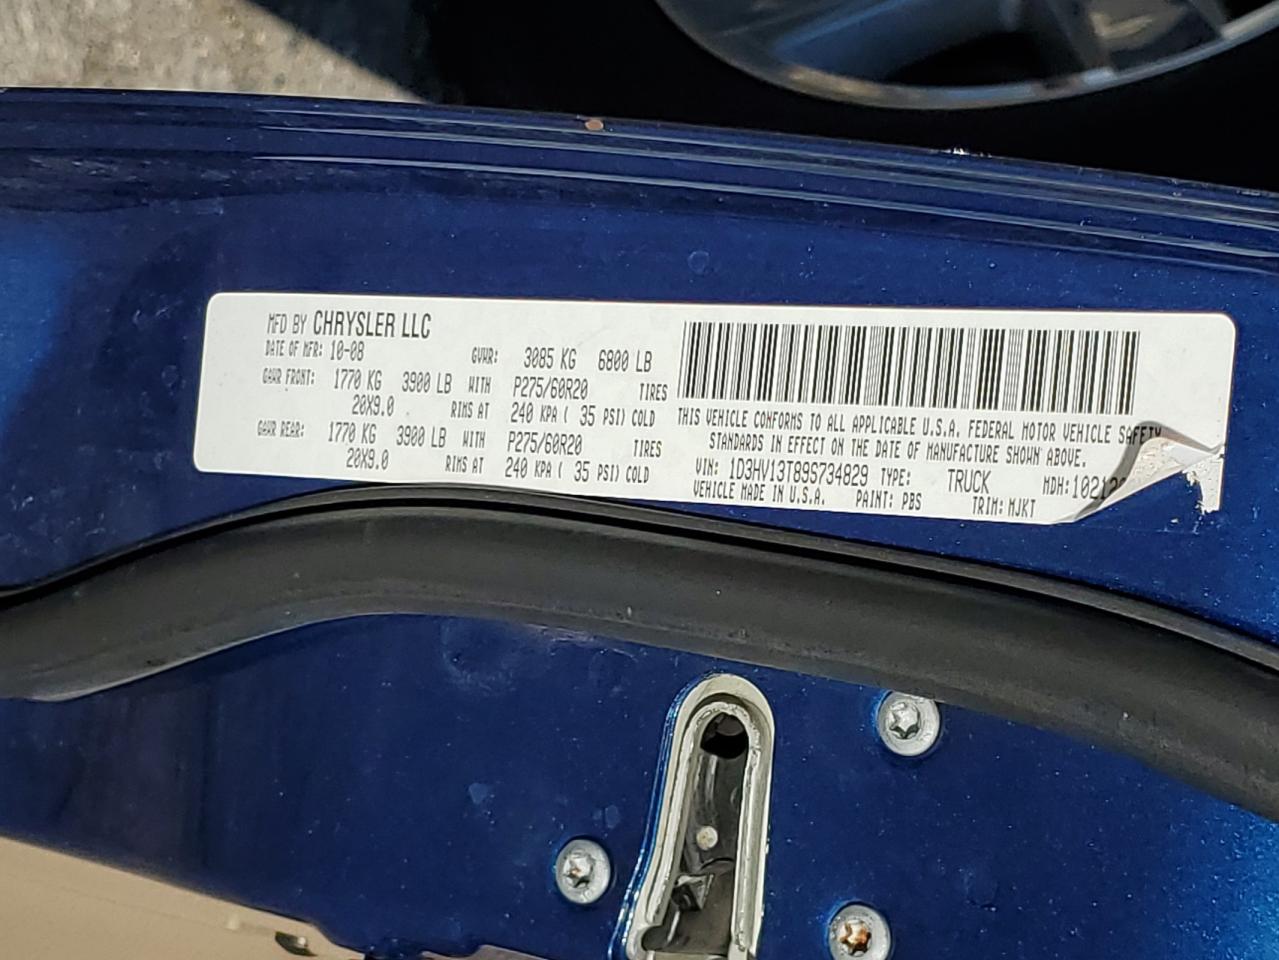 MFD BY CHRYSLER LLC
DATE OF MFR: 10-08 GVWR: 3085 KG 6800 LB
GAWR FRONT: 1770 KG 3900 LB WITH P275/60R20 TIRES
20X9.0 RIMS AT 240 KPA ( 35 PSI) COLD
GAWR REAR: 1770 KG 3900 LB WITH P275/60R20 TIRES
20X9.0 RIMS AT 240 KPA( 35 PSI) COLD
THIS VEHICLE CONFORMS TO ALL APPLICABLE U.S.A. FEDERAL MOTOR VEHICLE SAFETY
STANDARDS IN EFFECT ON THE DATE OF MANUFACTURE SHOWN ABOVE.
VIN: 1D3HV13T89S734829 TYPE: TRUCK MDH:
VEHICLE MADE IN U.S.A. PAINT: PBS TRIM: MJKT